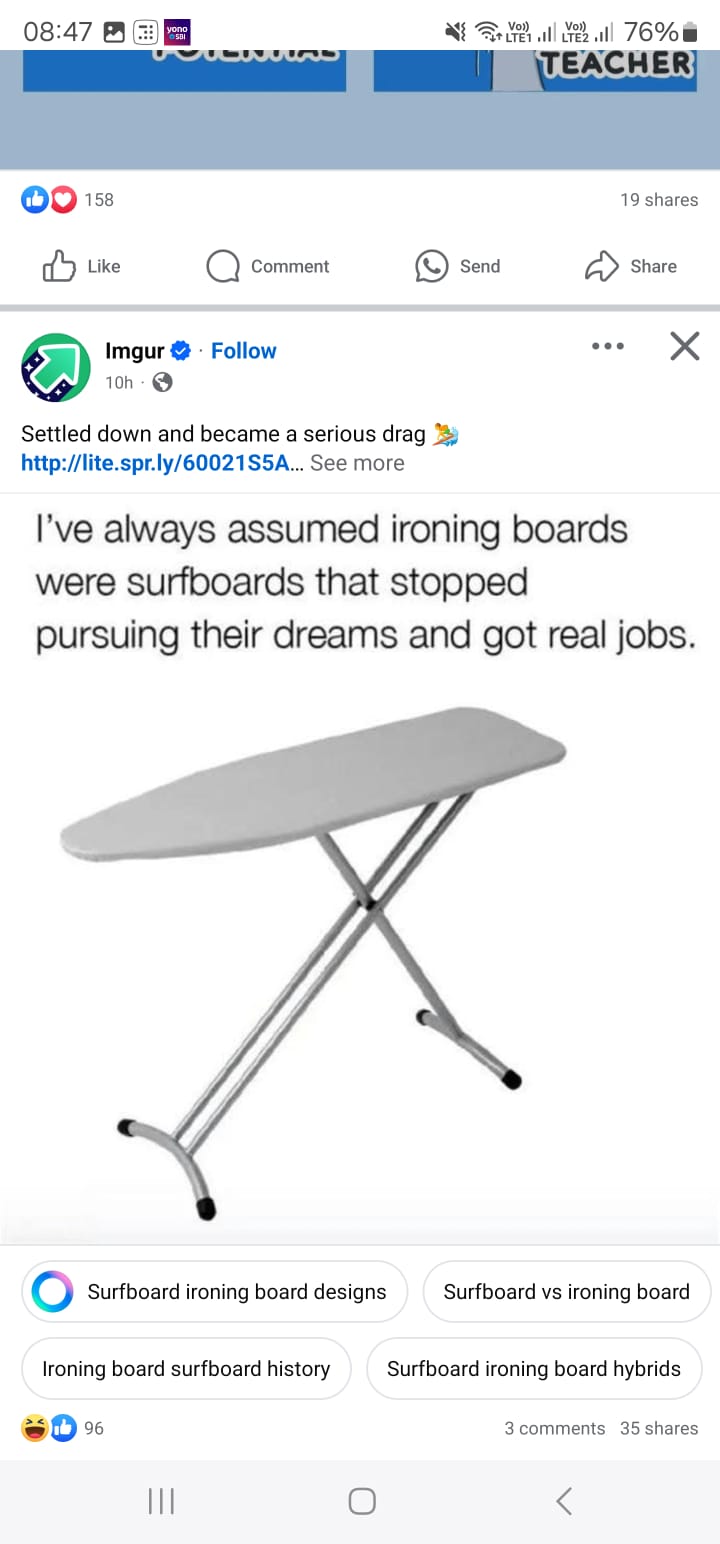 08:47 yono SBI Vo)) LTE1 Vo)) LTE2 76%
POTENTIAL TEACHER
158 19 shares
Like Comment Send Share
Imgur · Follow
10h ·
Settled down and became a serious drag 🏄
http://lite.spr.ly/60021S5A... See more
I've always assumed ironing boards
were surfboards that stopped
pursuing their dreams and got real jobs.
Surfboard ironing board designs Surfboard vs ironing board
Ironing board surfboard history Surfboard ironing board hybrids
96 3 comments 35 shares